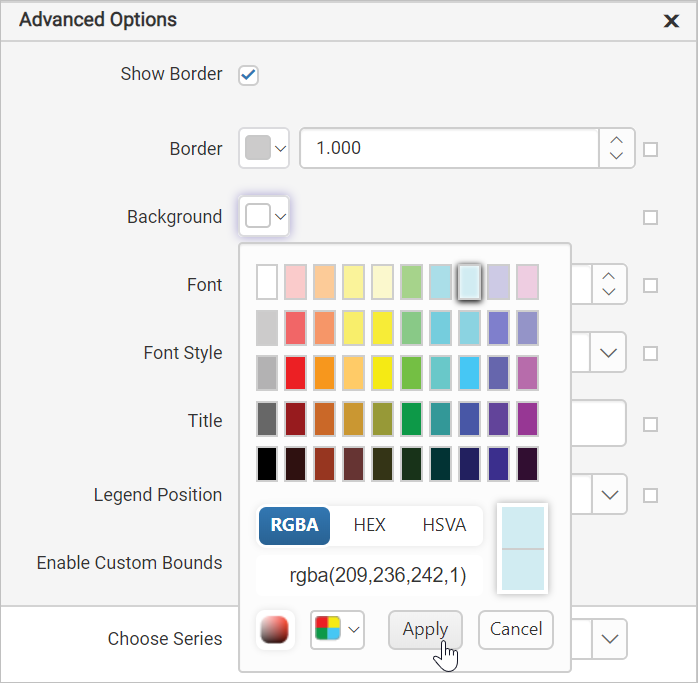 Advanced Options
Show Border
Border 1.000
Background
Font
Font Style
Title
Legend Position
RGBA HEX HSVA
Enable Custom Bounds
rgba(209,236,242,1)
Apply Cancel
Choose Series